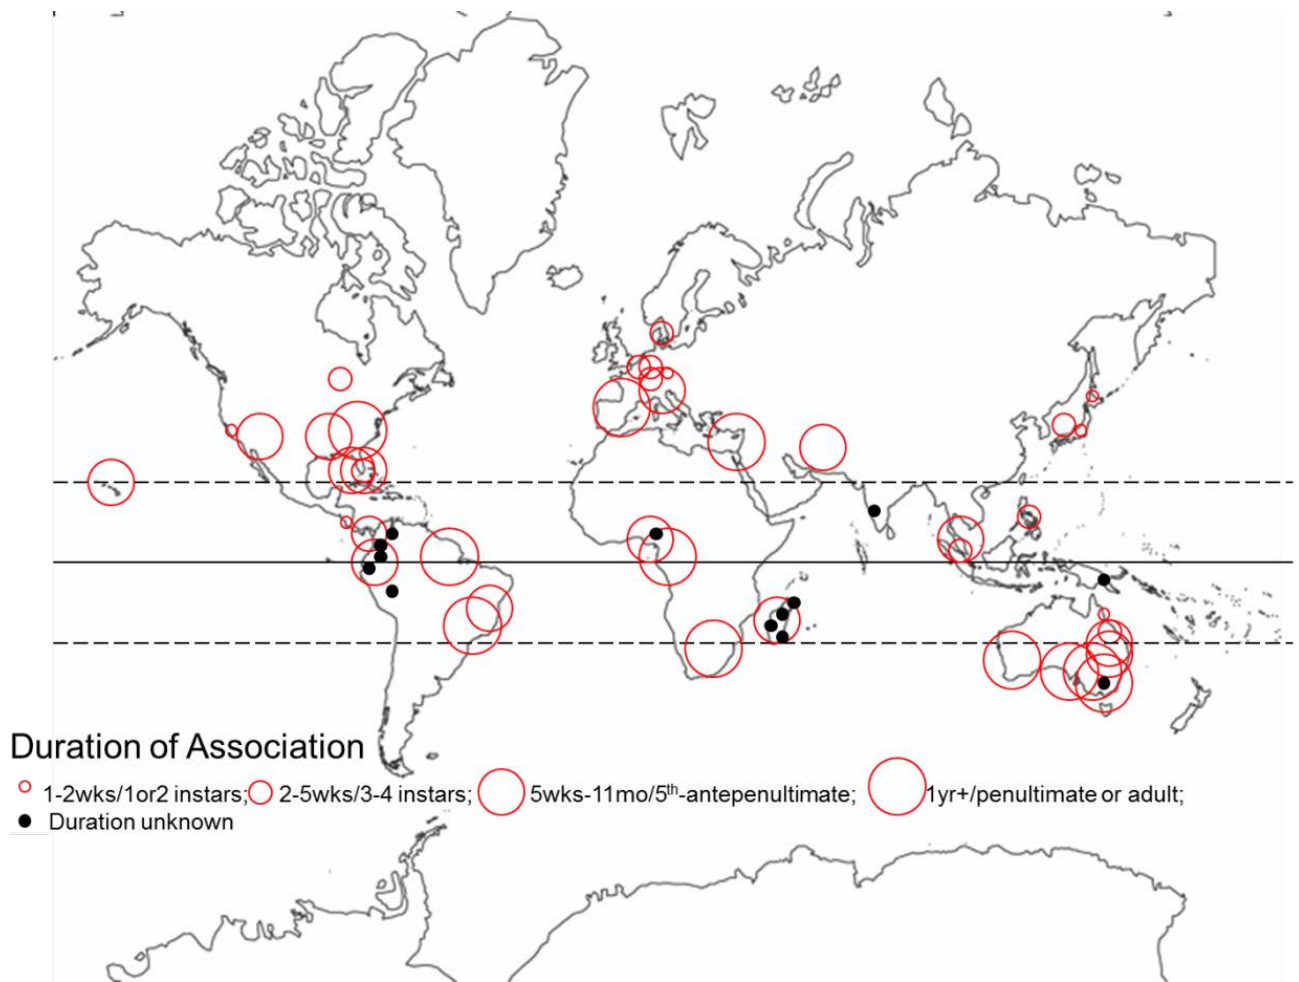 Duration of Association
1-2wks/1or2 instars; 2-5wks/3-4 instars; 5wks-11mo/5th-antepenultimate; 1yr+/penultimate or adult;
Duration unknown